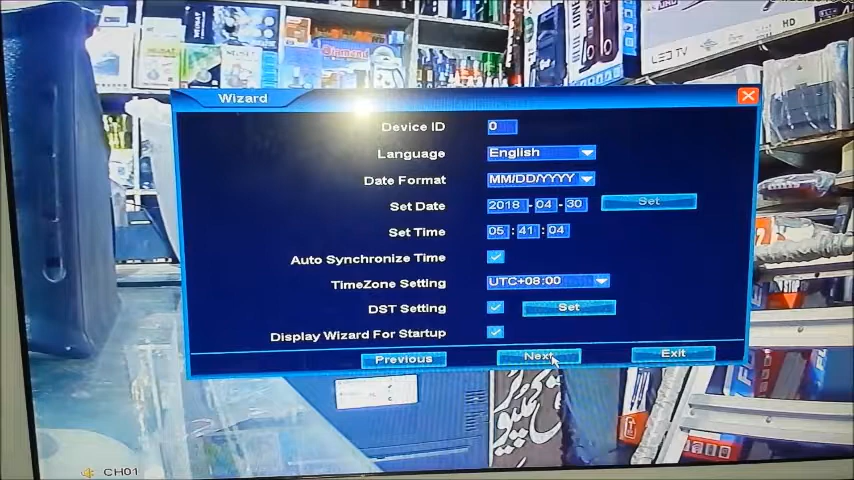 LED TV
HD
Diamond
Wizard
Device ID 0
Language English
Date Format MM/DD/YYYY
Set Date 2018-04-30 Set
Set Time 05:41:04
Auto Synchronize Time
TimeZone Setting UTC+08:00
DST Setting Set
Display Wizard For Startup
Previous Next Exit
CH01